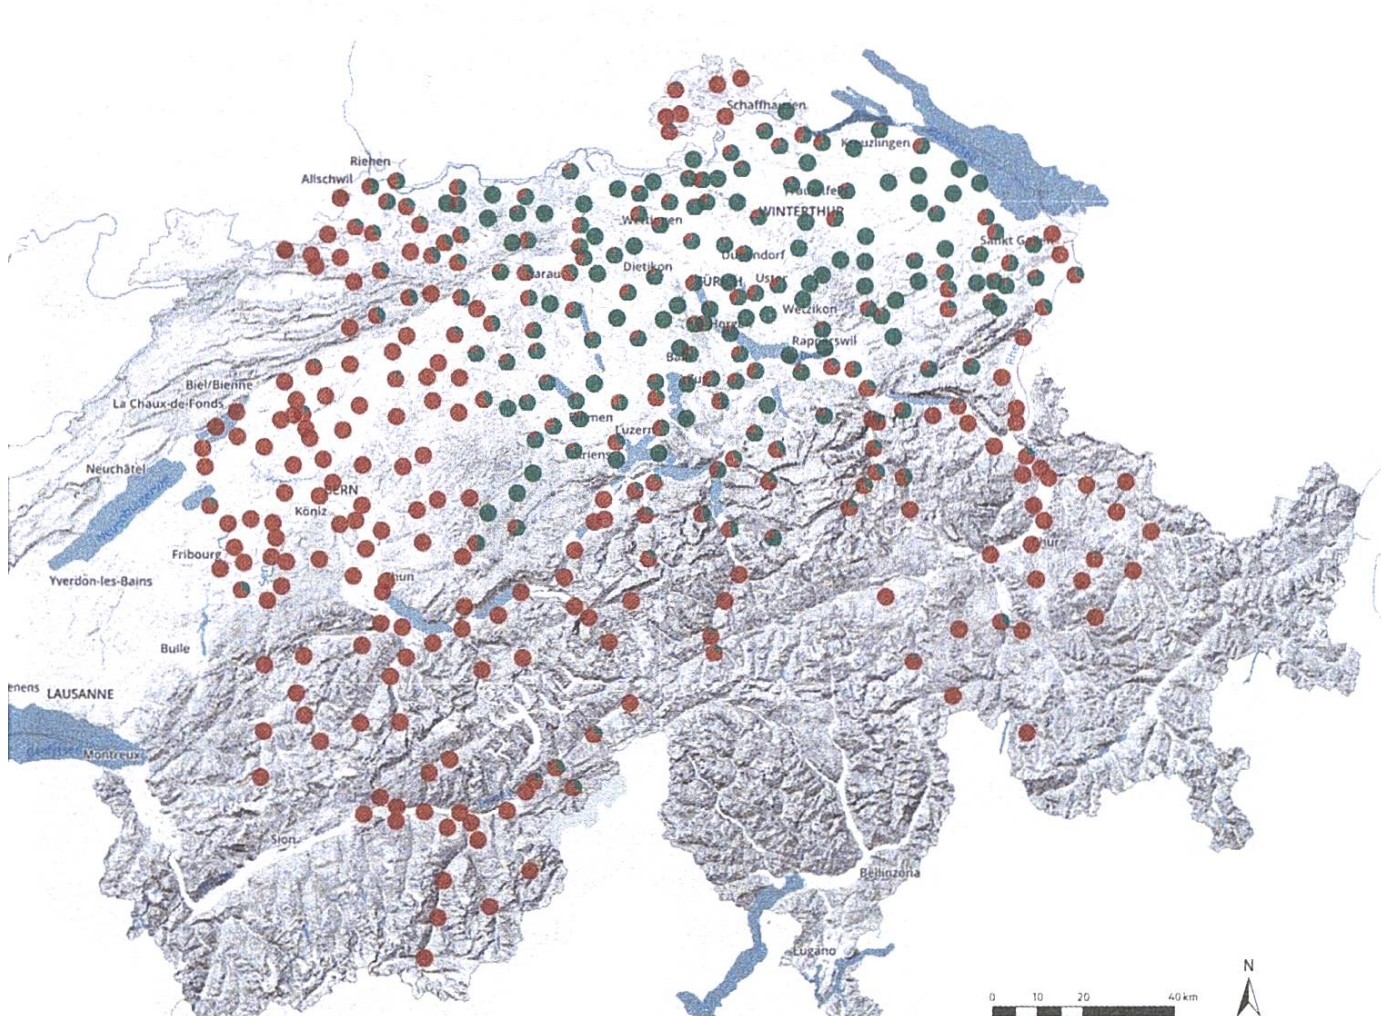 Schaffhausen
Kreuzlingen
Riehen
Allschwil
Frauenfeld
WINTERTHUR
Wettingen
Sankt Gallen
Dübendorf
Dietikon
Aarau
ZÜRICH
Uster
Wetzikon
Horgen
Rapperswil
Baar
Biel/Bienne
La Chaux-de-Fonds
Zug
Emmen
Luzern
Kriens
Neuchâtel
BERN
Köniz
Fribourg
Chur
Thun
Yverdon-les-Bains
Bulle
LAUSANNE
Montreux
Sion
Bellinzona
Lugano
N
0 10 20 40 km